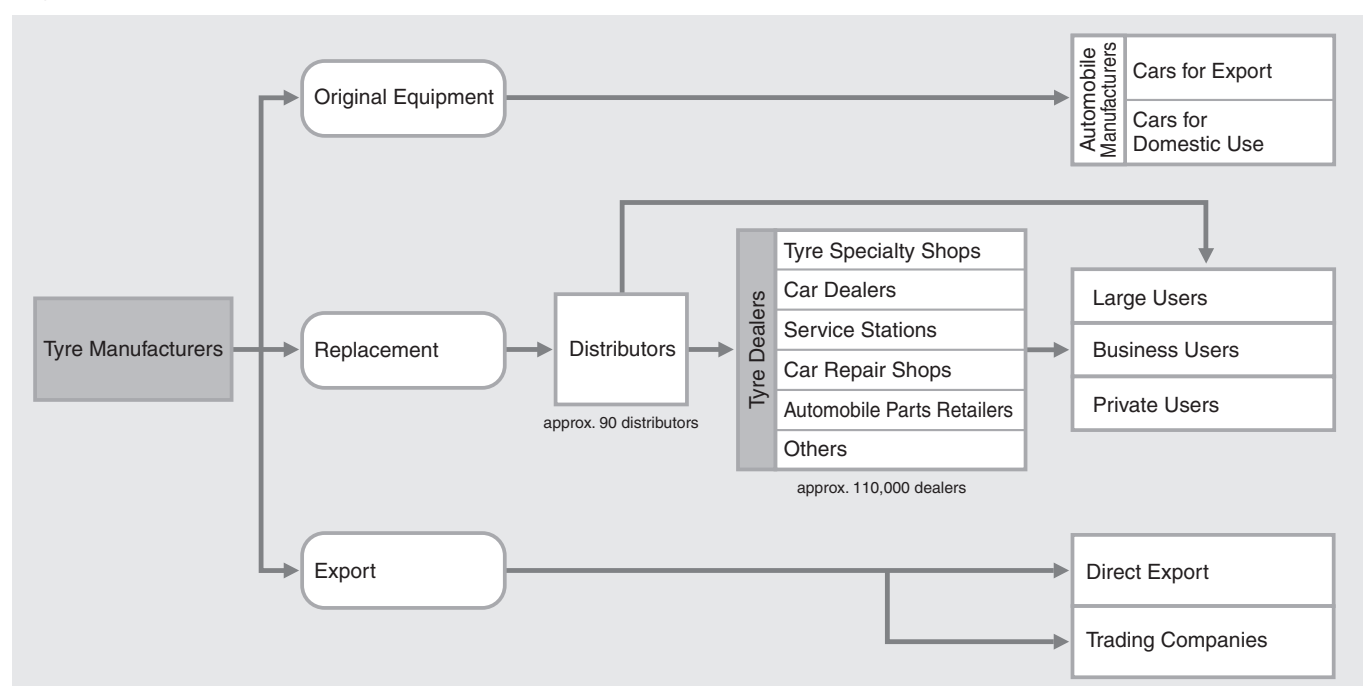 Original Equipment
Automobile
Manufacturers
Cars for Export
Cars for
Domestic Use
Tyre Manufacturers
Replacement
Distributors
approx. 90 distributors
Tyre Dealers
Tyre Specialty Shops
Car Dealers
Service Stations
Car Repair Shops
Automobile Parts Retailers
Others
approx. 110,000 dealers
Large Users
Business Users
Private Users
Export
Direct Export
Trading Companies